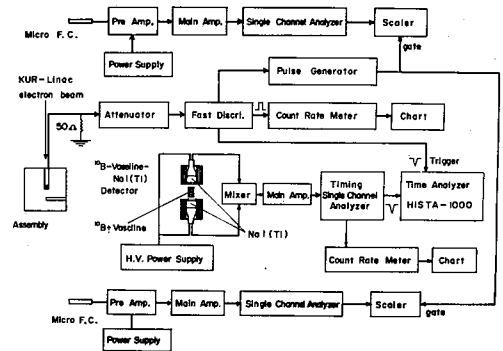 Pre Amp.
Main Amp.
Single Channel Analyzer
Scaler
Micro F.C.
gate
Power Supply
Pulse Generator
KUR-Linac
electron beam
50Ω
Attenuator
Fast Discri.
Count Rate Meter
Chart
Trigger
¹⁰B-Vaseline-
NaI(Tl)
Detector
Mixer
Main Amp.
Timing
Single Channel
Analyzer
Time Analyzer
HISTA-1000
Assembly
¹⁰B+Vaseline
NaI(Tl)
H.V. Power Supply
Count Rate Meter
Chart
Pre Amp.
Main Amp.
Single Channel Analyzer
Scaler
Micro F.C.
gate
Power Supply